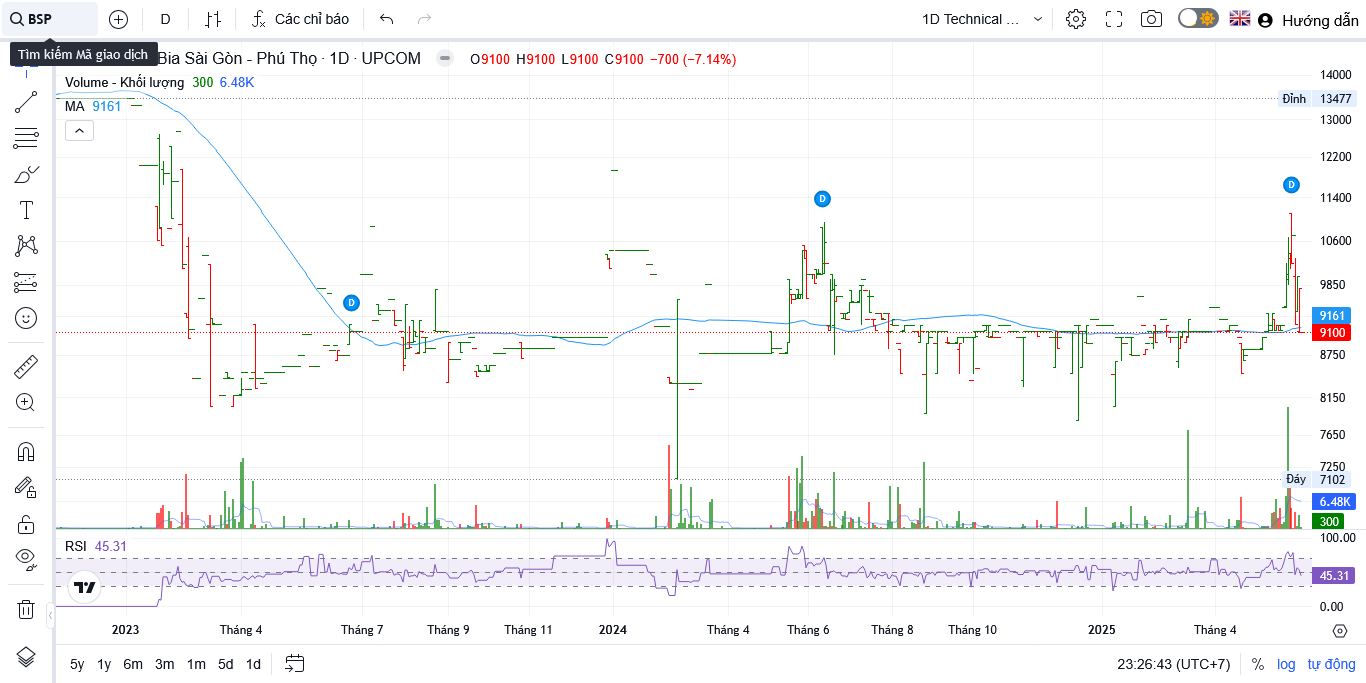 BSP D Các chỉ báo 1D Technical ... Hướng dẫn
Tìm kiếm Mã giao dịch
Bia Sài Gòn - Phú Thọ · 1D · UPCOM O9100 H9100 L9100 C9100 −700 (−7.14%)
Volume - Khối lượng 300 6.48K
MA 9161
14000
Đỉnh 13477
13000
12200
11400
10600
9850
9161
9100
8750
8150
7650
7250
Đáy 7102
6.48K
300
D
D
D
RSI 45.31
100.00
45.31
0.00
2023 Tháng 4 Tháng 7 Tháng 9 Tháng 11 2024 Tháng 4 Tháng 6 Tháng 8 Tháng 10 2025 Tháng 4
5y 1y 6m 3m 1m 5d 1d 23:26:43 (UTC+7) % log tự động